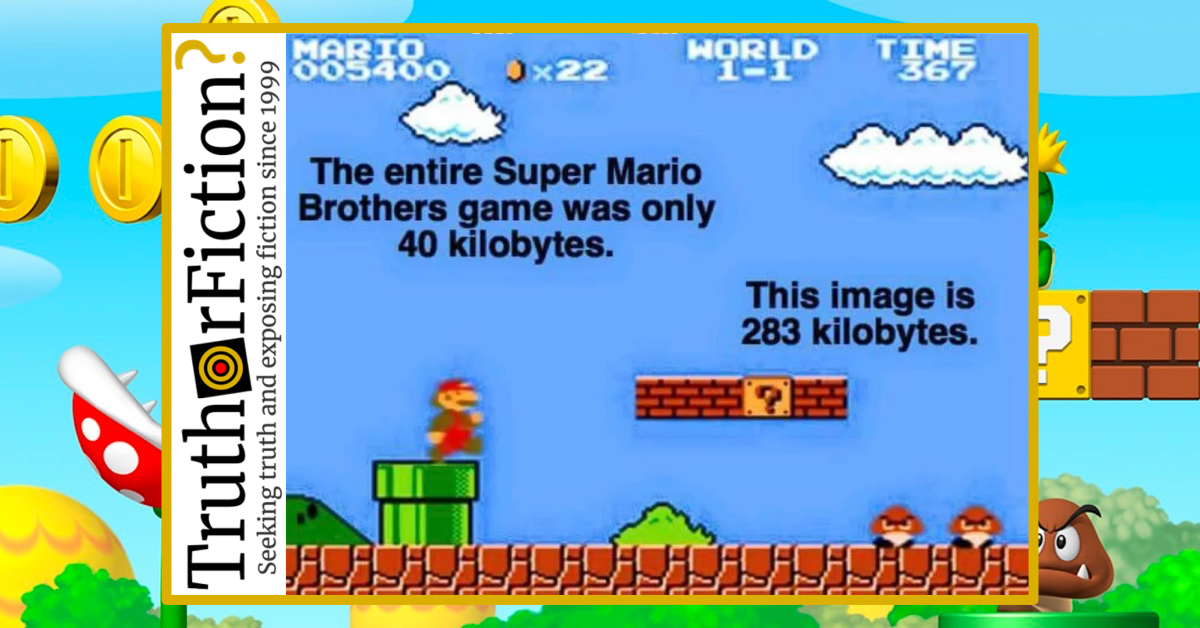 TruthorFiction?
Seeking truth and exposing fiction since 1999
MARIO WORLD TIME
005400 x22 1-1 367
The entire Super Mario
Brothers game was only
40 kilobytes.
This image is
283 kilobytes.
?
?